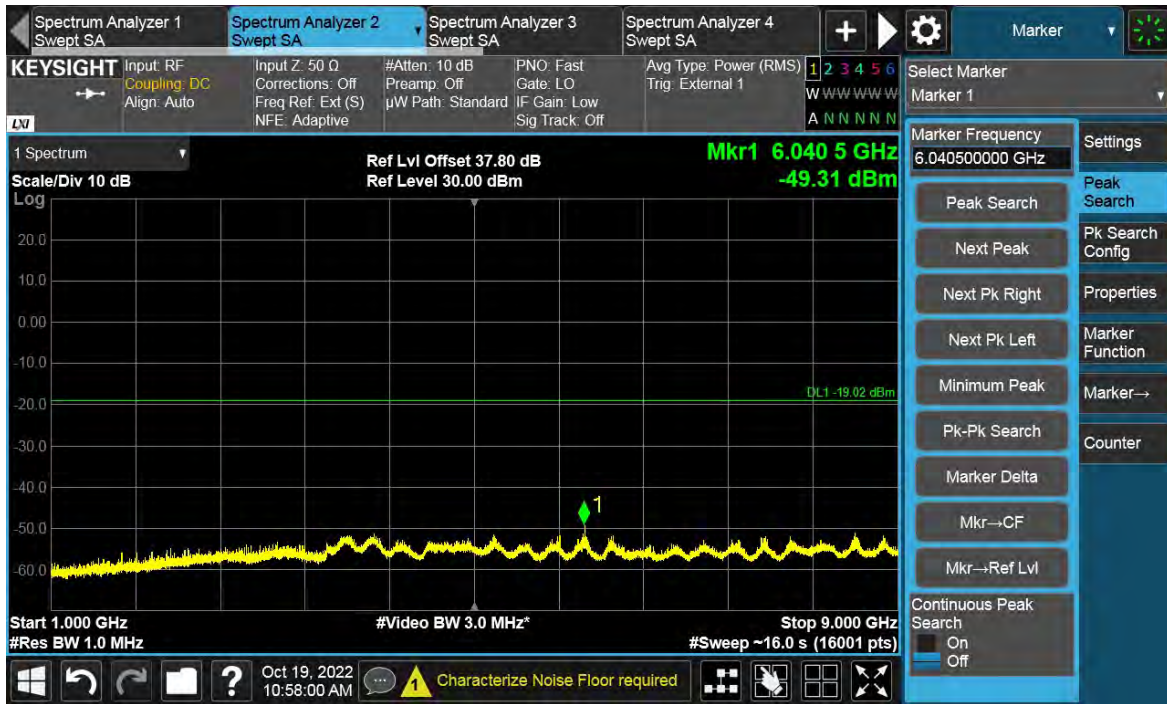 Spectrum Analyzer 1
Swept SA
Spectrum Analyzer 2
Swept SA
Spectrum Analyzer 3
Swept SA
Spectrum Analyzer 4
Swept SA
+
Marker
KEYSIGHT
LXI
Input: RF
Coupling: DC
Align: Auto
Input Z: 50 Ω
Corrections: Off
Freq Ref: Ext (S)
NFE: Adaptive
#Atten: 10 dB
Preamp: Off
µW Path: Standard
PNO: Fast
Gate: LO
IF Gain: Low
Sig Track: Off
Avg Type: Power (RMS)
Trig: External 1
1 2 3 4 5 6
W W W W W W
A N N N N N
Select Marker
Marker 1
1 Spectrum
Scale/Div 10 dB
Log
Ref Lvl Offset 37.80 dB
Ref Level 30.00 dBm
Mkr1 6.040 5 GHz
-49.31 dBm
20.0
10.0
0.00
-10.0
-20.0
-30.0
-40.0
-50.0
-60.0
DL1 -19.02 dBm
1
Start 1.000 GHz
#Res BW 1.0 MHz
#Video BW 3.0 MHz*
Stop 9.000 GHz
#Sweep ~16.0 s (16001 pts)
Marker Frequency
6.040500000 GHz
Peak Search
Next Peak
Next Pk Right
Next Pk Left
Minimum Peak
Pk-Pk Search
Marker Delta
Mkr→CF
Mkr→Ref Lvl
Continuous Peak
Search
On
Off
Settings
Peak
Search
Pk Search
Config
Properties
Marker
Function
Marker→
Counter
?
Oct 19, 2022
10:58:00 AM
1
Characterize Noise Floor required